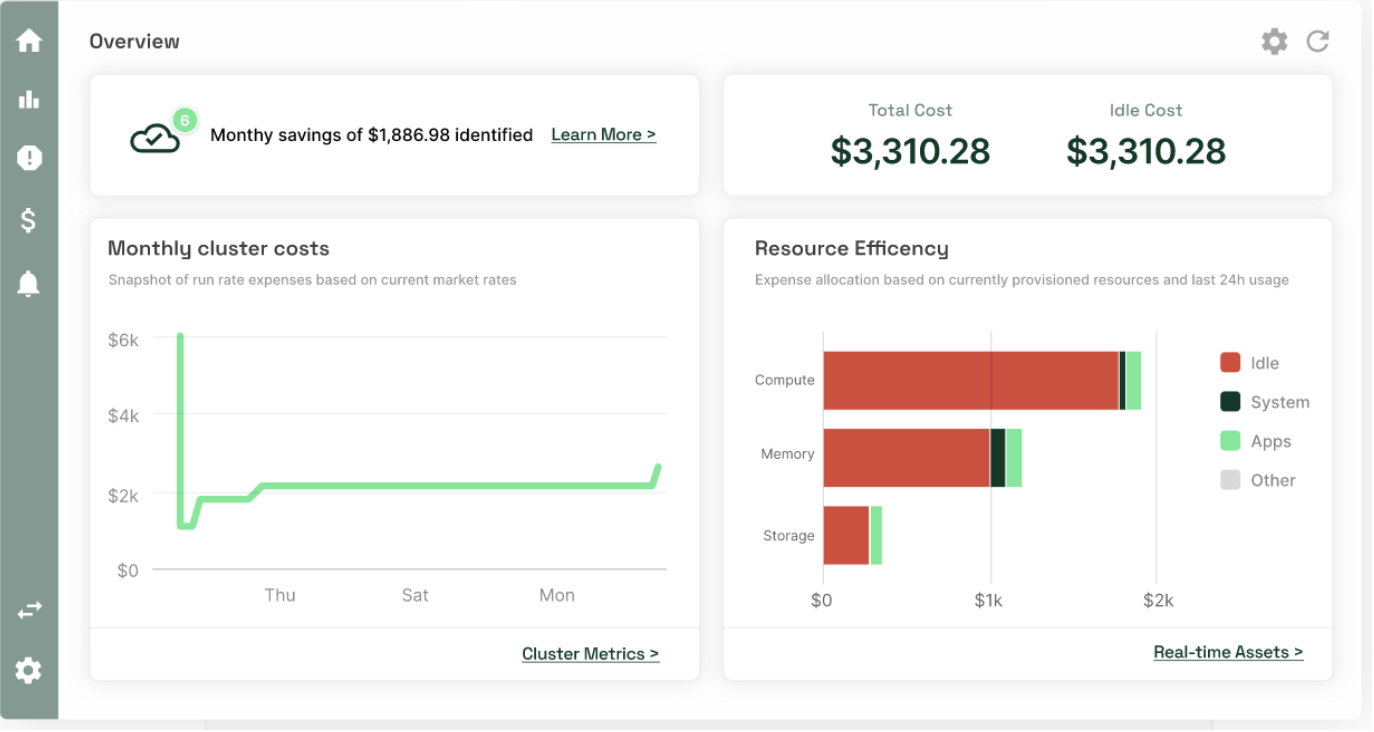 Overview
6
Monthy savings of $1,886.98 identified Learn More >
Total Cost Idle Cost
$3,310.28 $3,310.28
Monthly cluster costs
Snapshot of run rate expenses based on current market rates
$6k
$4k
$2k
$0
Thu Sat Mon
Cluster Metrics >
Resource Efficency
Expense allocation based on currently provisioned resources and last 24h usage
Compute
Memory
Storage
$0 $1k $2k
Idle
System
Apps
Other
Real-time Assets >